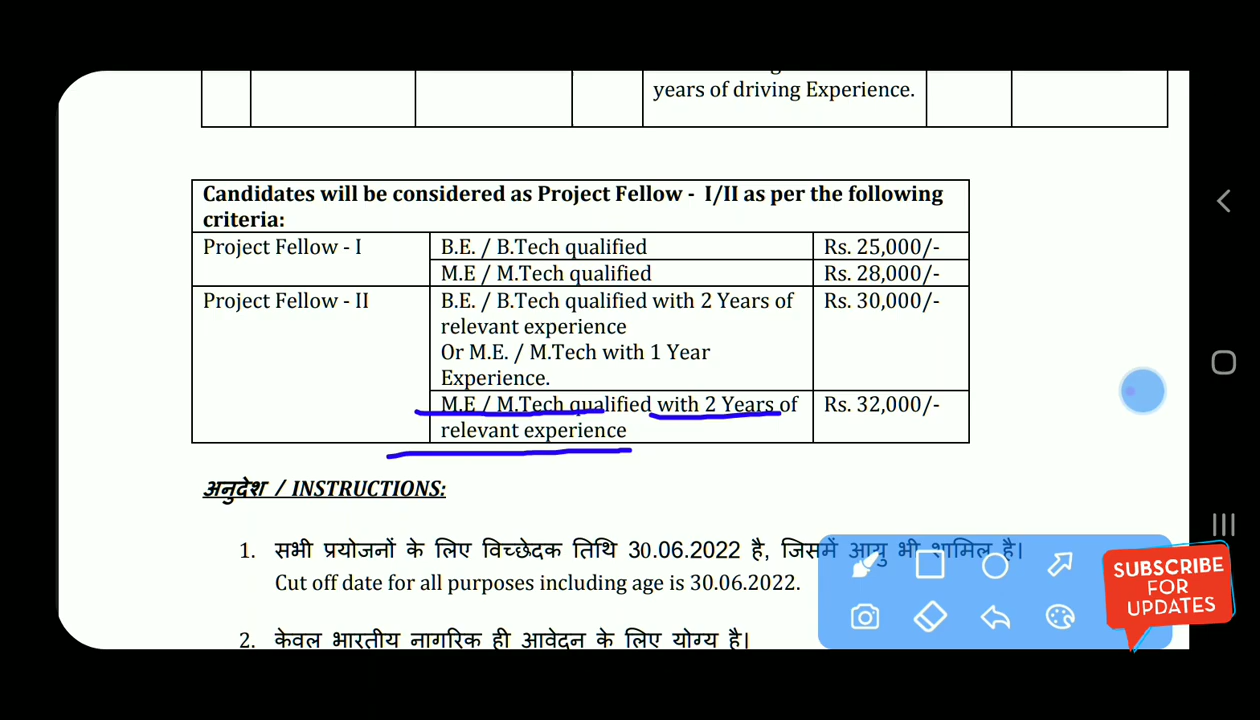 years of driving Experience.
Candidates will be considered as Project Fellow - I/II as per the following
criteria:
Project Fellow - I
B.E. / B.Tech qualified
Rs. 25,000/-
M.E / M.Tech qualified
Rs. 28,000/-
Project Fellow - II
B.E. / B.Tech qualified with 2 Years of
relevant experience
Or M.E. / M.Tech with 1 Year
Experience.
Rs. 30,000/-
M.E / M.Tech qualified with 2 Years of
relevant experience
Rs. 32,000/-
अनुदेश / INSTRUCTIONS:
1. सभी प्रयोजनों के लिए विच्छेदक तिथि 30.06.2022 है, जिसमें आयु भी शामिल है।
Cut off date for all purposes including age is 30.06.2022.
2. केवल भारतीय नागरिक ही आवेदन के लिए योग्य है।
SUBSCRIBE
FOR
UPDATES